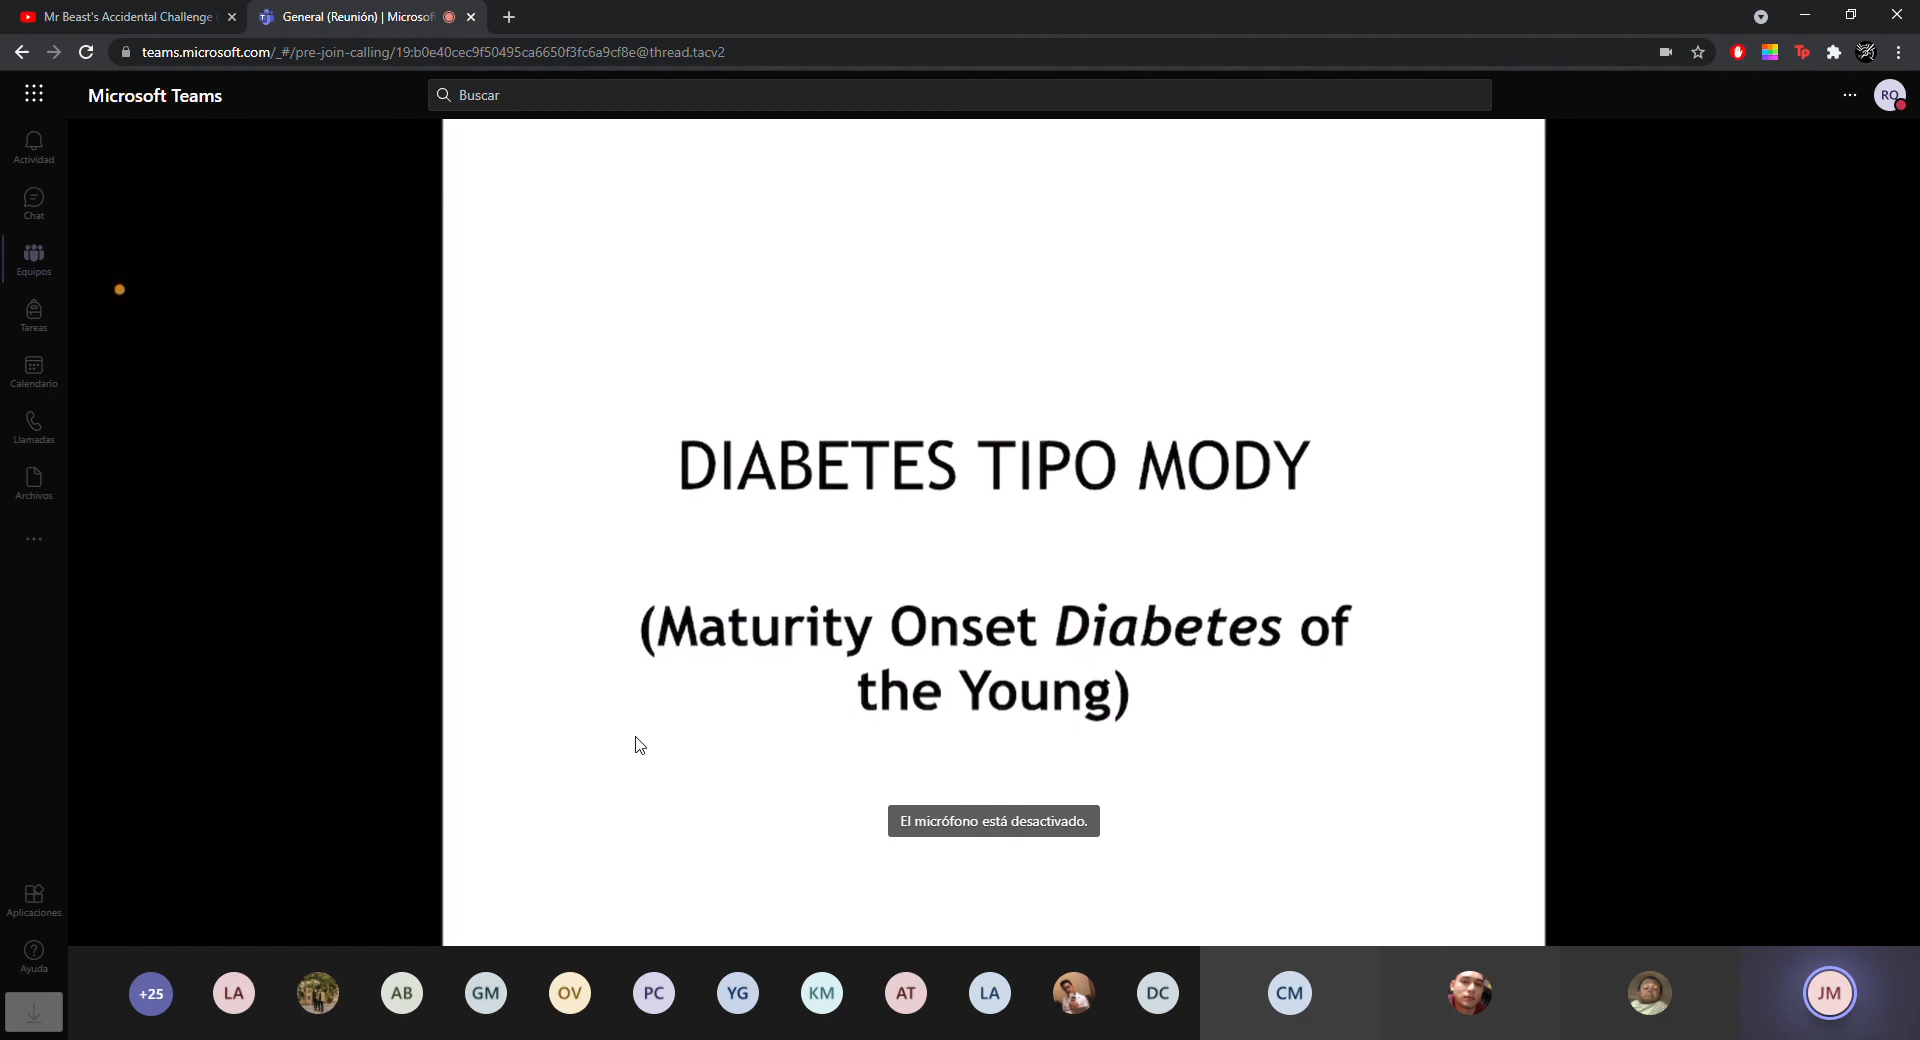 Mr Beast's Accidental Challenge
General (Reunión) | Microsof
teams.microsoft.com/_#/pre-join-calling/19:b0e40cec9f50495ca6650f3fc6a9cf8e@thread.tacv2
Microsoft Teams
Buscar
RO
Actividad
Chat
Equipos
Tareas
Calendario
Llamadas
Archivos
DIABETES TIPO MODY
(Maturity Onset Diabetes of
the Young)
El micrófono está desactivado.
Aplicaciones
Ayuda
+25 LA AB GM OV PC YG KM AT LA DC CM JM